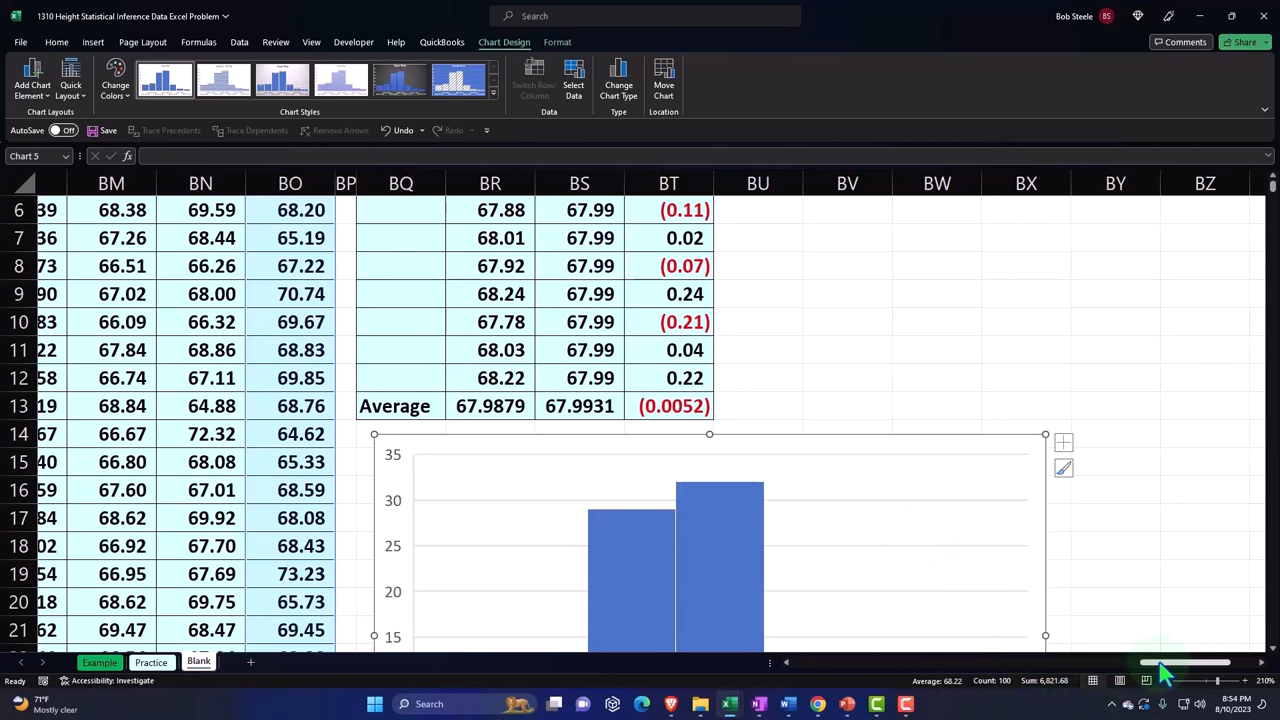 1310 Height Statistical Inference Data Excel Problem
Search
Bob Steele BS
File Home Insert Page Layout Formulas Data Review View Developer Help QuickBooks Chart Design Format
Comments Share
Add Chart Element Quick Layout Change Colors Switch Row/Column Select Data Change Chart Type Move Chart
Chart Layouts Chart Styles Data Type Location
AutoSave Off Save Trace Precedents Trace Dependents Remove Arrows Undo Redo
Chart 5 fx
BM BN BO BP BQ BR BS BT BU BV BW BX BY BZ
6 39 68.38 69.59 68.20 67.88 67.99 (0.11)
7 36 67.26 68.44 65.19 68.01 67.99 0.02
8 73 66.51 66.26 67.22 67.92 67.99 (0.07)
9 90 67.02 68.00 70.74 68.24 67.99 0.24
10 83 66.09 66.32 69.67 67.78 67.99 (0.21)
11 22 67.84 68.86 68.83 68.03 67.99 0.04
12 58 66.74 67.11 69.85 68.22 67.99 0.22
13 19 68.84 64.88 68.76 Average 67.9879 67.9931 (0.0052)
14 67 66.67 72.32 64.62
15 40 66.80 68.08 65.33 35
16 59 67.60 67.01 68.59 30
17 84 68.62 69.92 68.08
18 02 66.92 67.70 68.43 25
19 54 66.95 67.69 73.23
20 18 68.62 69.75 65.73 20
21 62 69.47 68.47 69.45 15
Example Practice Blank
Ready Accessibility: Investigate Average: 68.22 Count: 100 Sum: 6,821.68 210%
71°F
Mostly clear
Search
8:54 PM
8/10/2023